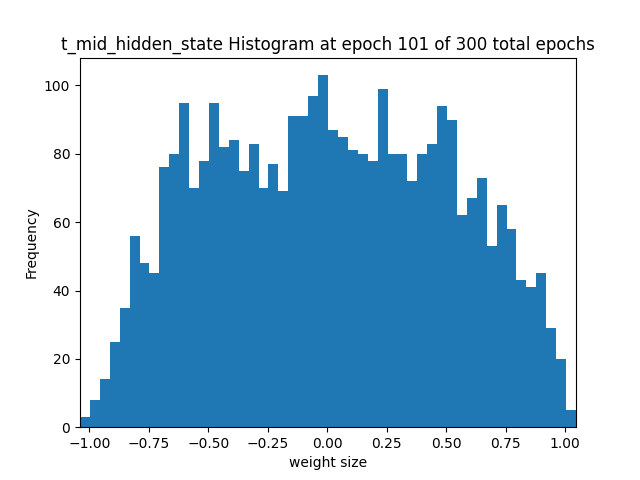 t_mid_hidden_state Histogram at epoch 101 of 300 total epochs
100
80
60
40
20
0
Frequency
−1.00 −0.75 −0.50 −0.25 0.00 0.25 0.50 0.75 1.00
weight size